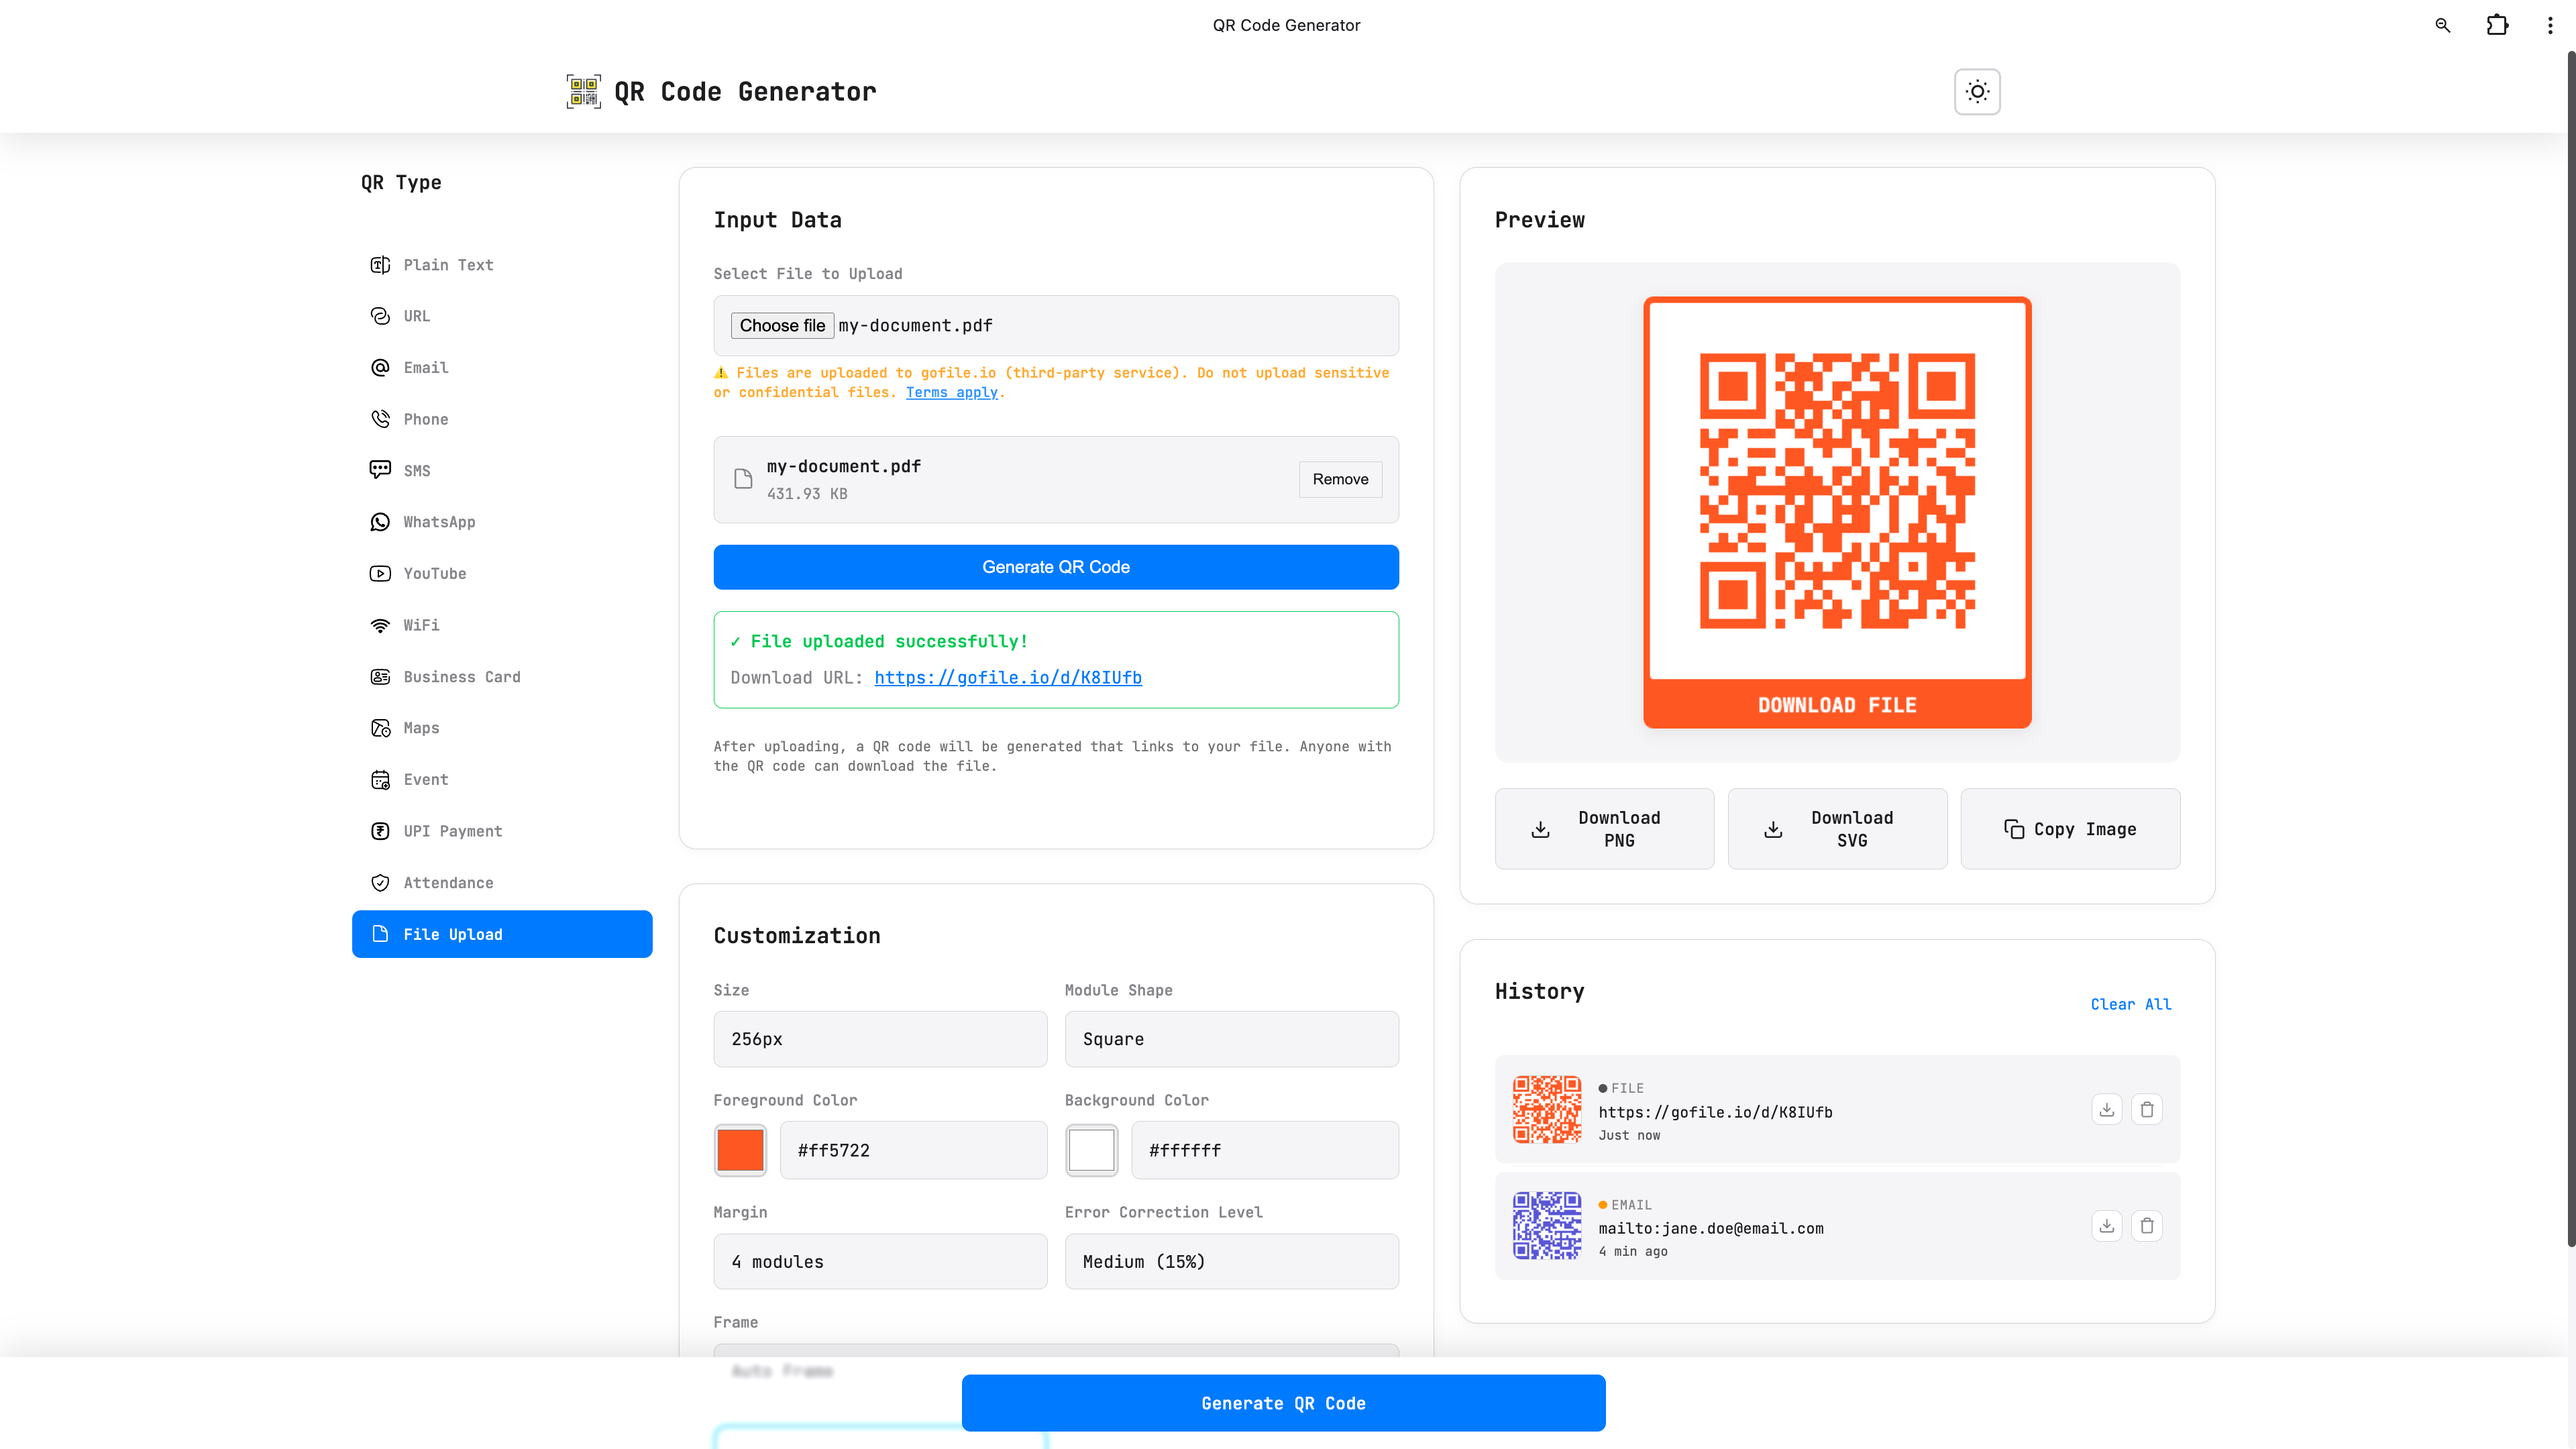 QR Code Generator
QR Code Generator
QR Type
Plain Text
URL
Email
Phone
SMS
WhatsApp
YouTube
WiFi
Business Card
Maps
Event
UPI Payment
Attendance
File Upload
Input Data
Select File to Upload
Choose file my-document.pdf
⚠ Files are uploaded to gofile.io (third-party service). Do not upload sensitive
or confidential files. Terms apply.
my-document.pdf
431.93 KB
Remove
Generate QR Code
✓ File uploaded successfully!
Download URL: https://gofile.io/d/K8IUfb
After uploading, a QR code will be generated that links to your file. Anyone with
the QR code can download the file.
Customization
Size
Module Shape
256px
Square
Foreground Color
Background Color
#ff5722
#ffffff
Margin
Error Correction Level
4 modules
Medium (15%)
Frame
Auto Frame
Generate QR Code
Preview
DOWNLOAD FILE
Download
PNG
Download
SVG
Copy Image
History
Clear All
FILE
https://gofile.io/d/K8IUfb
Just now
EMAIL
mailto:jane.doe@email.com
4 min ago